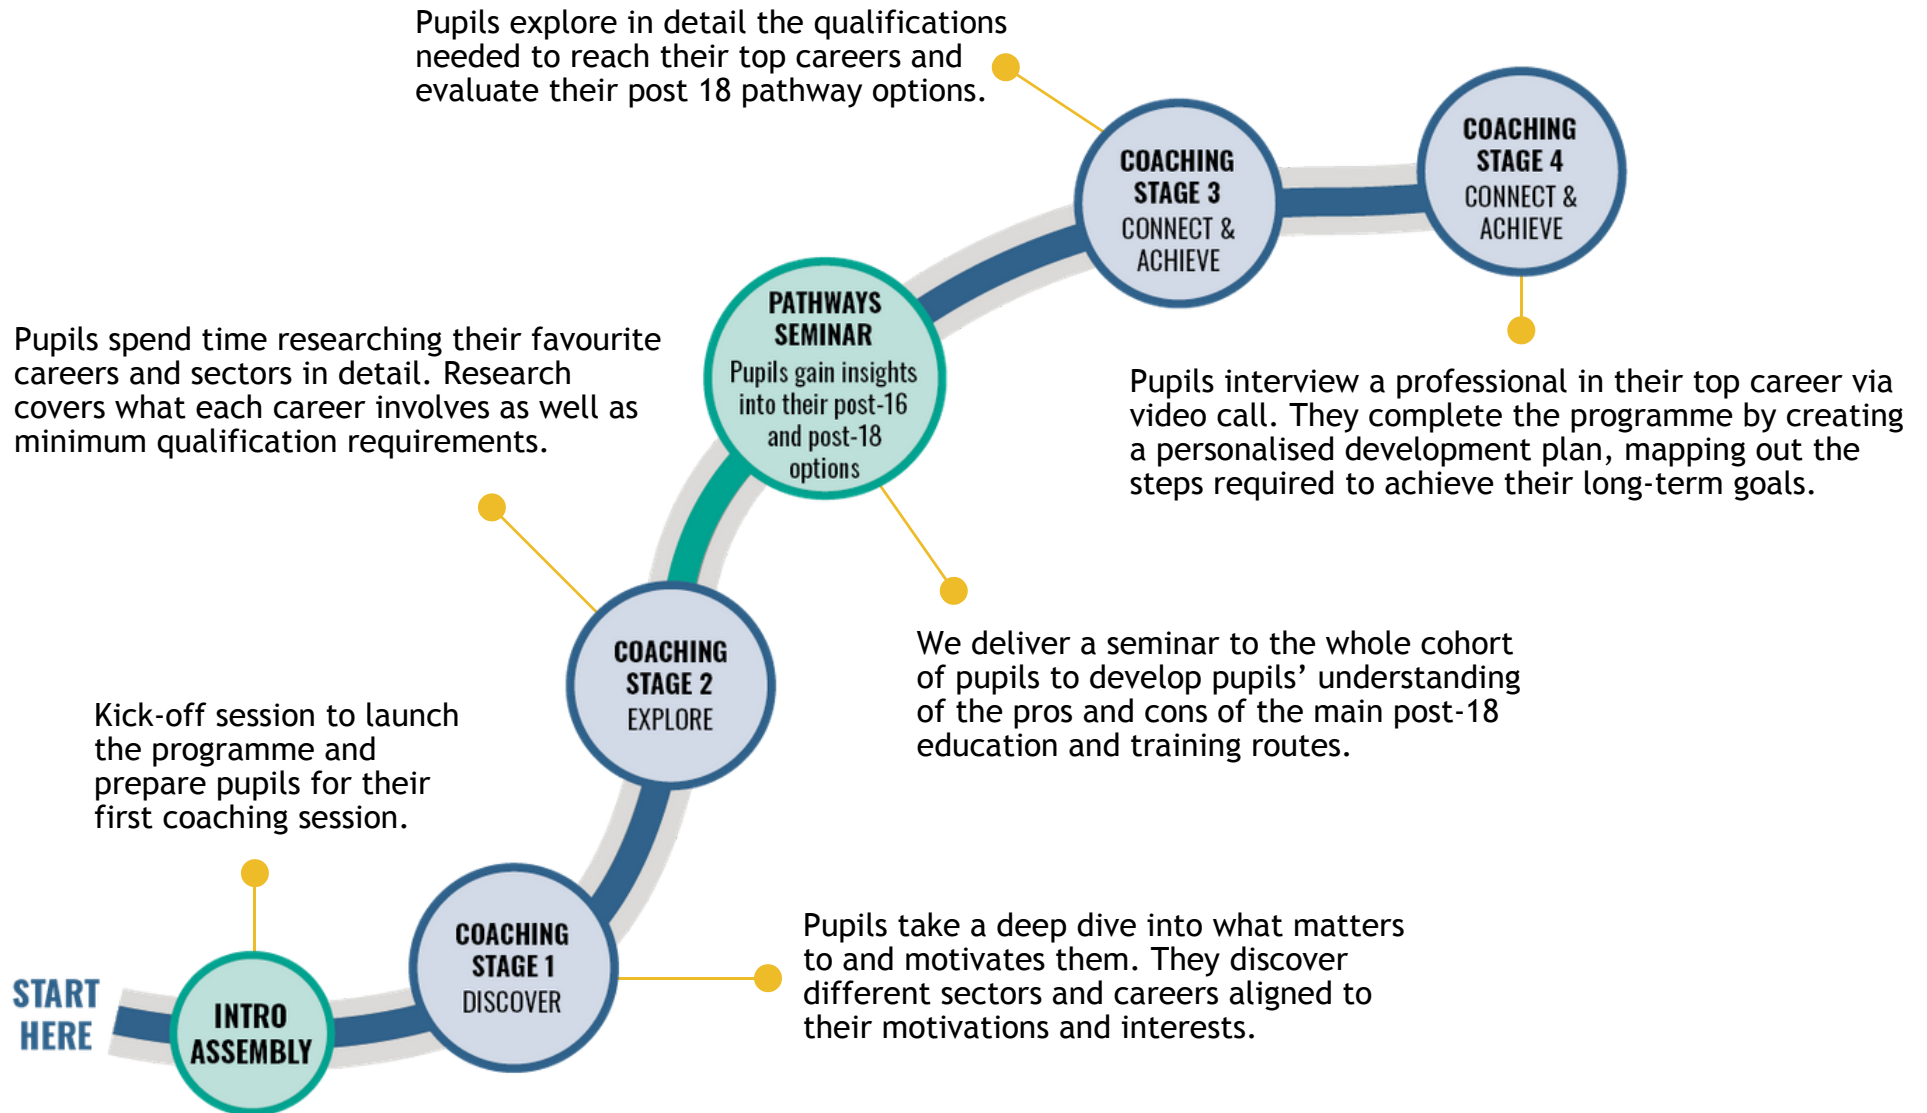 START
HERE
INTRO
ASSEMBLY
Kick-off session to launch
the programme and
prepare pupils for their
first coaching session.
COACHING
STAGE 1
DISCOVER
Pupils take a deep dive into what matters
to and motivates them. They discover
different sectors and careers aligned to
their motivations and interests.
COACHING
STAGE 2
EXPLORE
Pupils spend time researching their favourite
careers and sectors in detail. Research
covers what each career involves as well as
minimum qualification requirements.
PATHWAYS
SEMINAR
Pupils gain insights
into their post-16
and post-18
options
We deliver a seminar to the whole cohort
of pupils to develop pupils’ understanding
of the pros and cons of the main post-18
education and training routes.
COACHING
STAGE 3
CONNECT &
ACHIEVE
Pupils explore in detail the qualifications
needed to reach their top careers and
evaluate their post 18 pathway options.
COACHING
STAGE 4
CONNECT &
ACHIEVE
Pupils interview a professional in their top career via
video call. They complete the programme by creating
a personalised development plan, mapping out the
steps required to achieve their long-term goals.